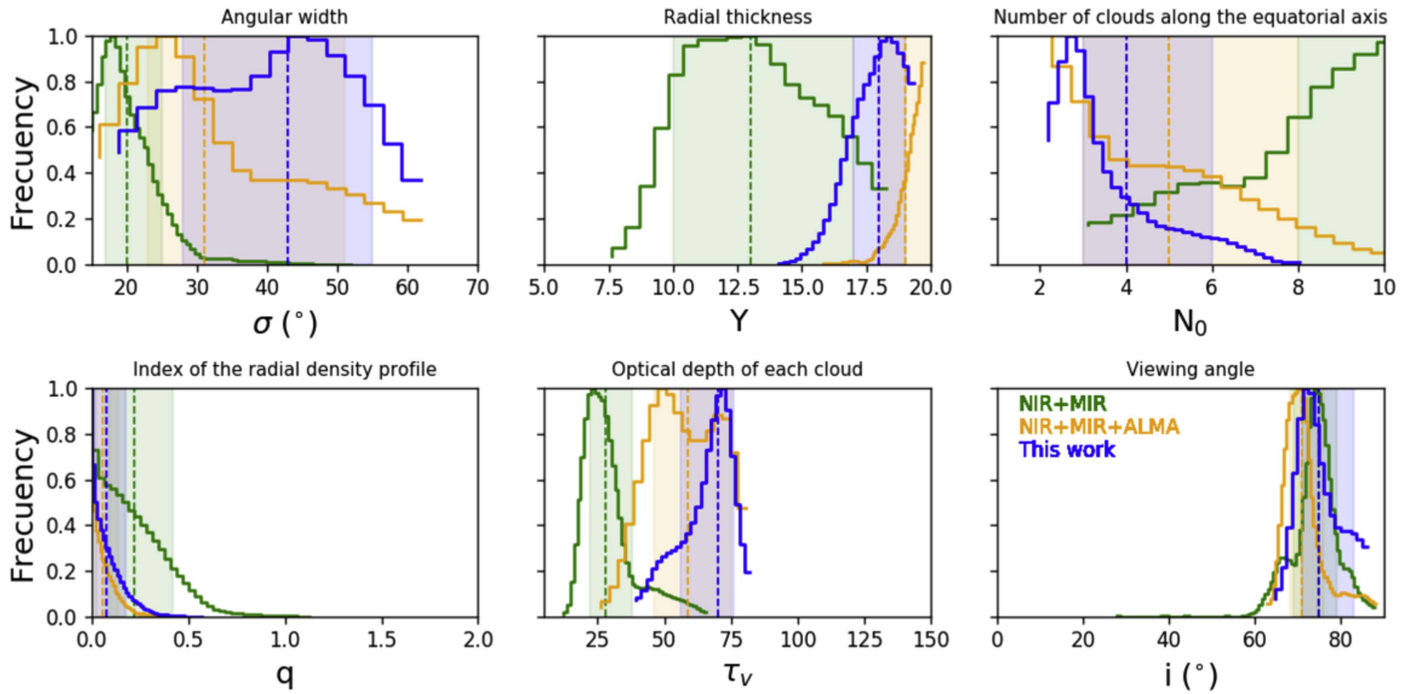 Angular width
Radial thickness
Number of clouds along the equatorial axis
Frecuency
1.0
0.8
0.6
0.4
0.2
0.0
20 30 40 50 60 70
5.0 7.5 10.0 12.5 15.0 17.5 20.0
2 4 6 8 10
σ (°)
Y
N₀
Index of the radial density profile
Optical depth of each cloud
Viewing angle
Frecuency
1.0
0.8
0.6
0.4
0.2
0.0
NIR+MIR
NIR+MIR+ALMA
This work
0.0 0.5 1.0 1.5 2.0
25 50 75 100 125 150
0 20 40 60 80
q
τᵥ
i (°)